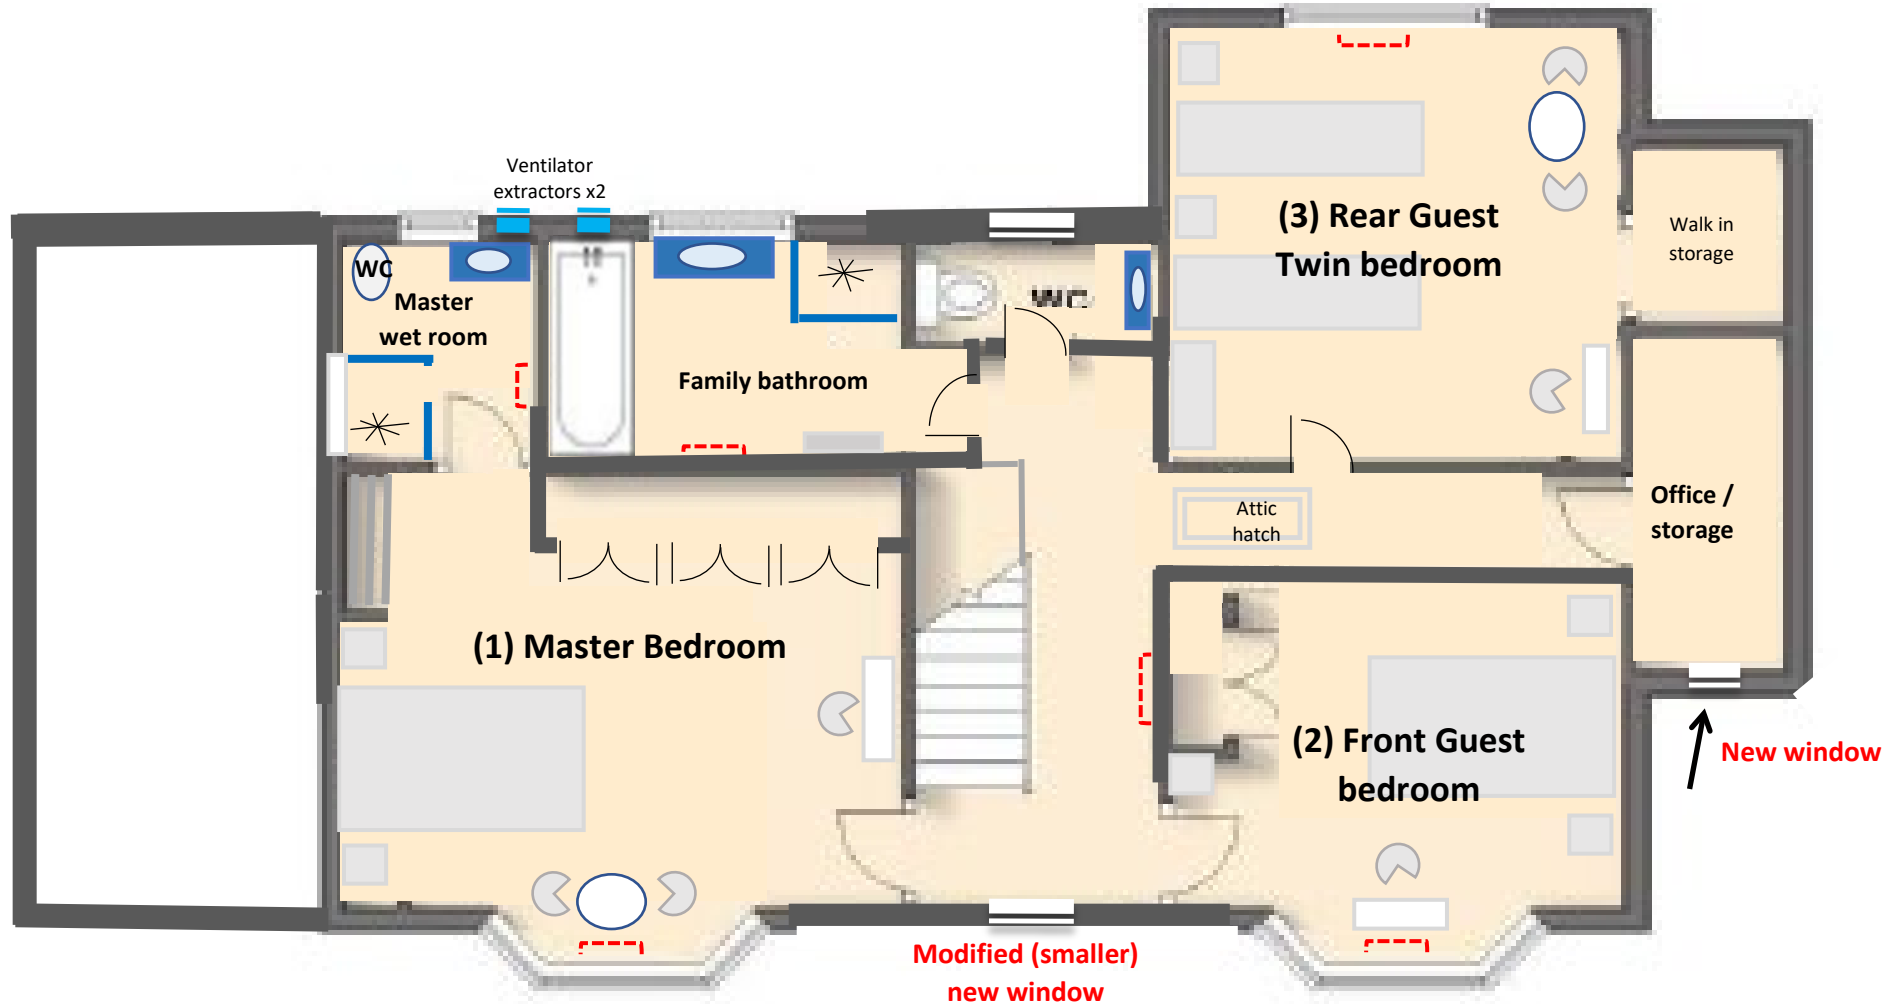 Ventilator
extractors x2
WC
Master
wet room
Family bathroom
WC
(3) Rear Guest
Twin bedroom
Walk in
storage
Attic
hatch
Office /
storage
(1) Master Bedroom
(2) Front Guest
bedroom
New window
Modified (smaller)
new window